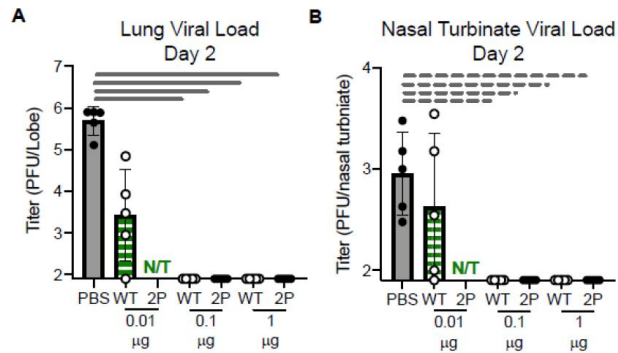 A
Lung Viral Load
Day 2
Titer (PFU/Lobe)
7
6
5
4
3
2
N/T
PBS WT 2P WT 2P WT 2P
0.01 0.1 1
µg µg µg
B
Nasal Turbinate Viral Load
Day 2
Titer (PFU/nasal turbniate)
4
3
2
N/T
PBS WT 2P WT 2P WT 2P
0.01 0.1 1
µg µg µg